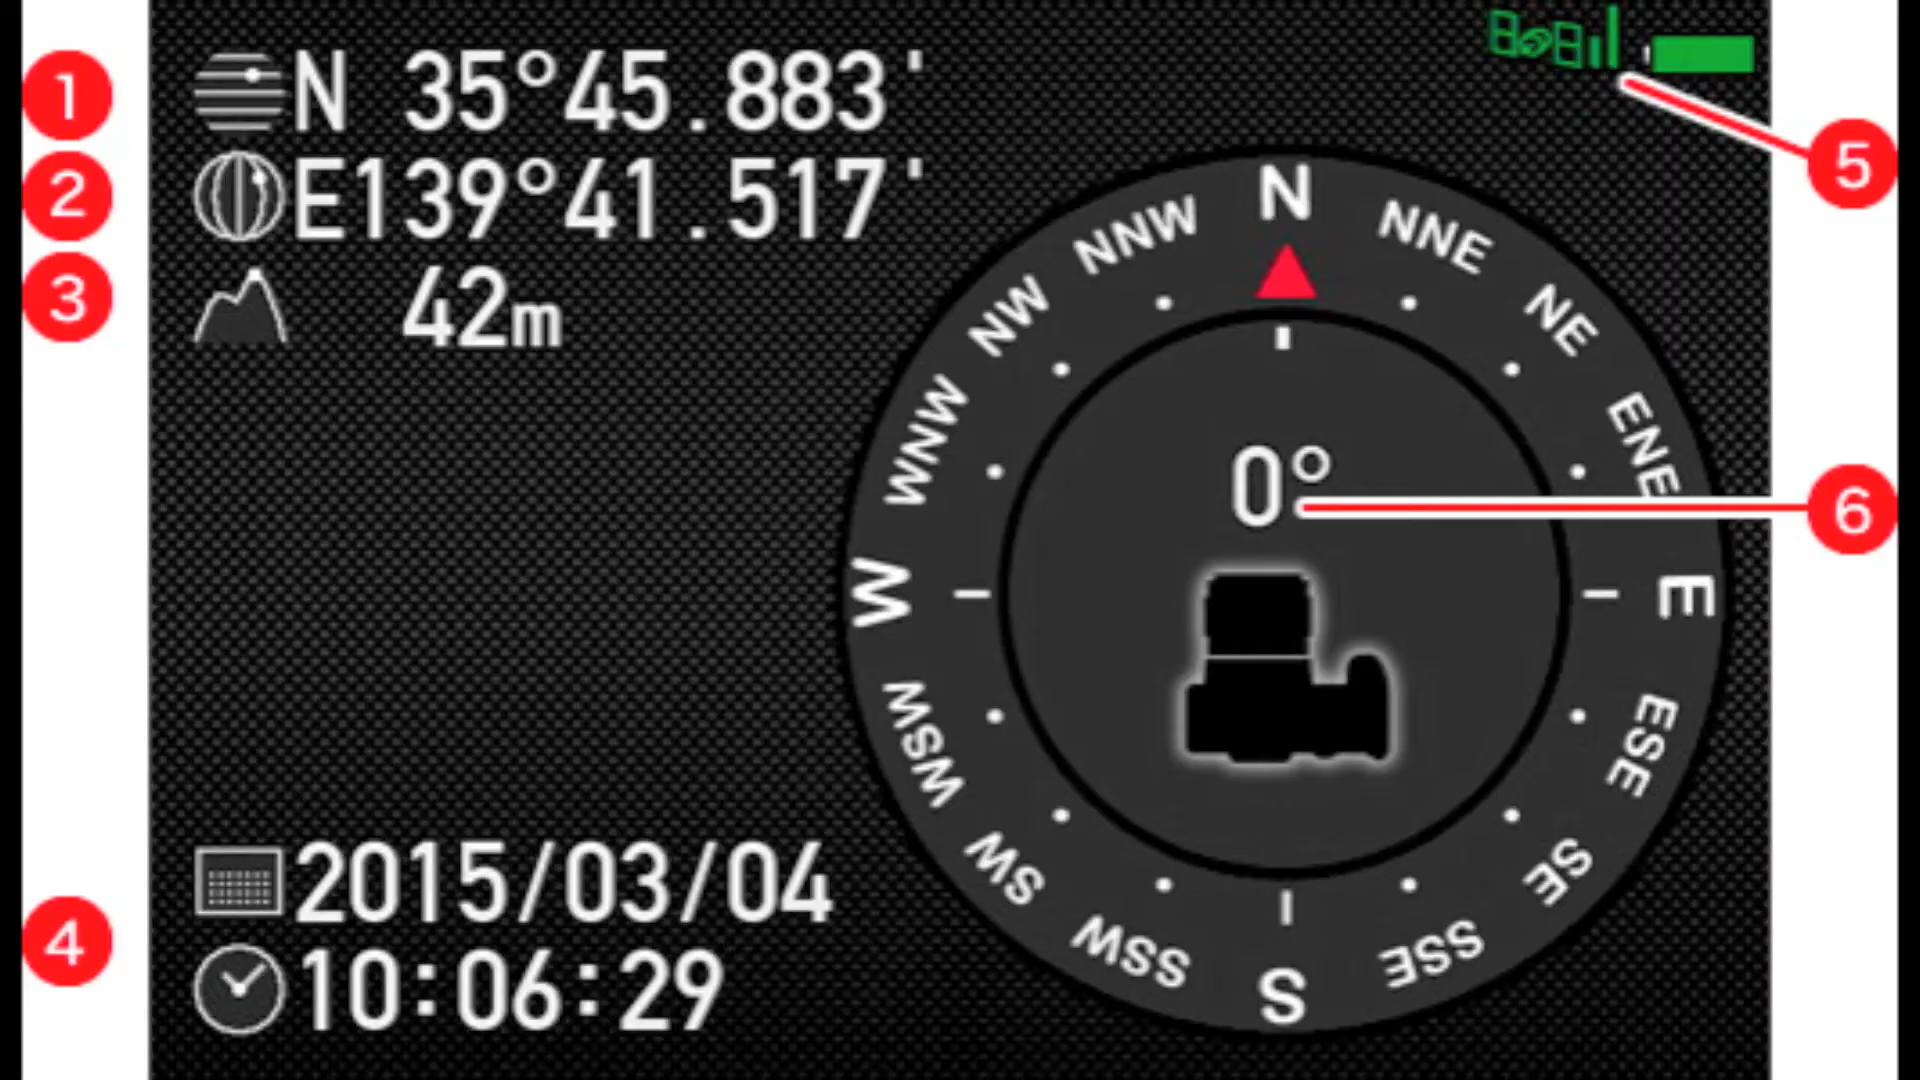 1
N 35°45.883'
2
E139°41.517'
3
42m
4
2015/03/04
10:06:29
5
6
N
NNE
NE
ENE
E
ESE
SE
SSE
S
SSW
SW
WSW
W
WNW
NW
NNW
0°